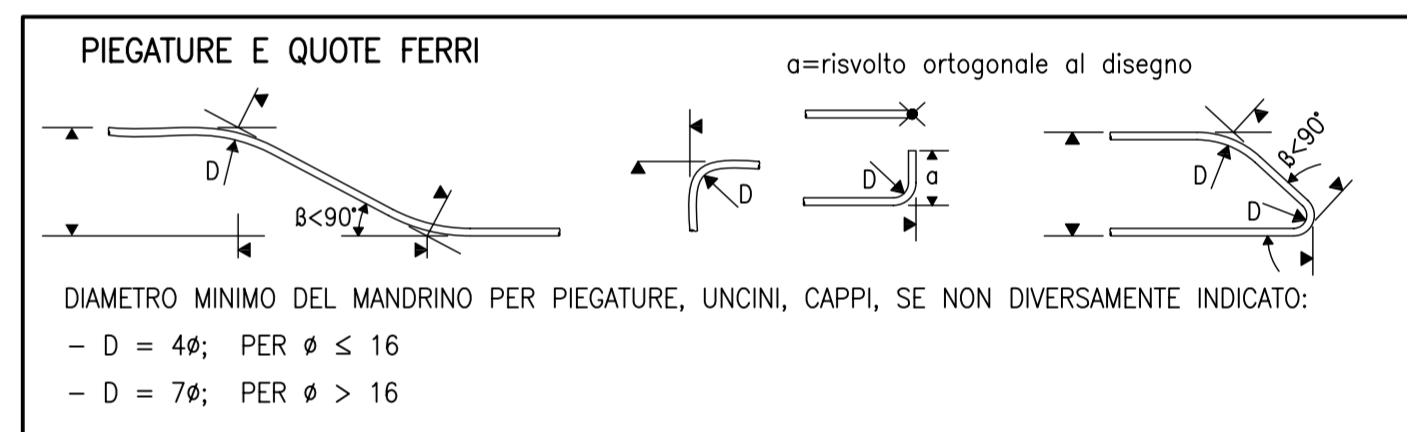 PIEGATURE E QUOTE FERRI
a=risvolto ortogonale al disegno
D
ß<90°
D
D
a
D
D
ß<90°
DIAMETRO MINIMO DEL MANDRINO PER PIEGATURE, UNCINI, CAPPI, SE NON DIVERSAMENTE INDICATO:
– D = 4ø; PER ø ≤ 16
– D = 7ø; PER ø > 16